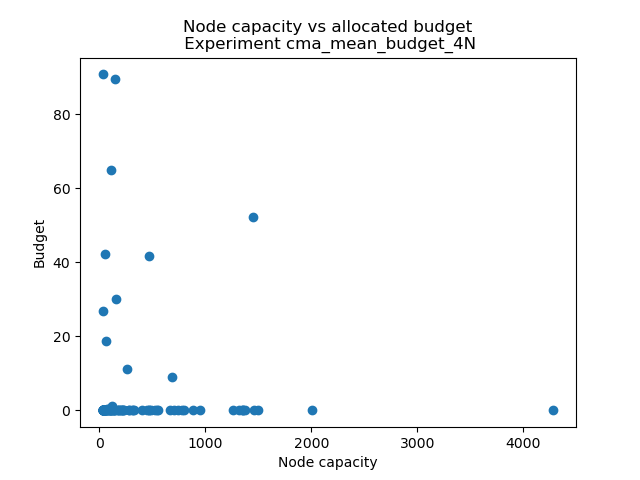 Node capacity vs allocated budget
Experiment cma_mean_budget_4N
80
60
40
20
0
Budget
0 1000 2000 3000 4000
Node capacity